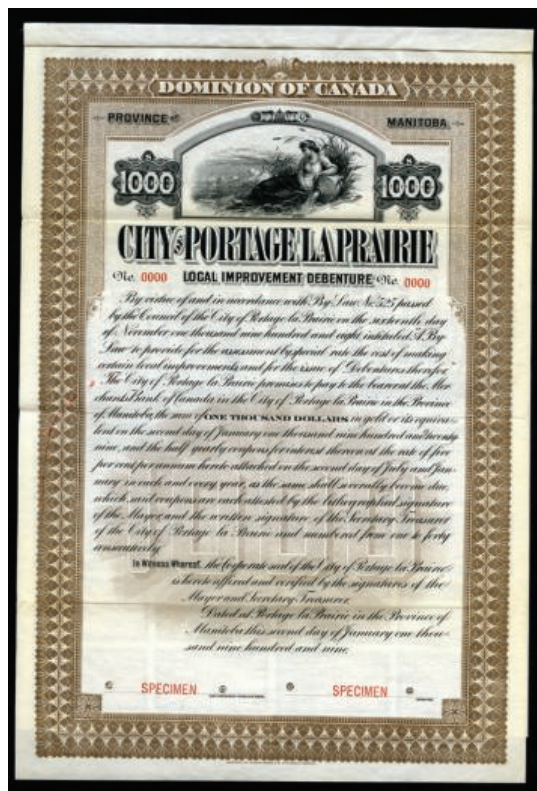 DOMINION OF CANADA
PROVINCE OF MANITOBA
1000 1000
CITY OF PORTAGE LA PRAIRIE
No. 0000 LOCAL IMPROVEMENT DEBENTURE No. 0000
By virtue of and in accordance with By-Law No. 525 passed
by the Council of the City of Portage la Prairie on the sixteenth day
of November one thousand nine hundred and eight intituled A By-
Law to provide for the assessment by special rate the cost of making
certain local improvements and for the issue of Debentures therefor
The City of Portage la Prairie promises to pay to the bearer at the Mer-
chants Bank of Canada in the City of Portage la Prairie in the Province
of Manitoba, the sum of ONE THOUSAND DOLLARS in gold or its equiva-
lent on the second day of January one thousand nine hundred and twenty
nine, and the half yearly coupons for interest thereon at the rate of five
per cent per annum hereto attached on the second day of July and Jan-
uary in each and every year, as the same shall severally become due,
which said coupons are each attested by the lithographed signature
of the Mayor and the written signature of the Secretary Treasurer
of the City of Portage la Prairie and numbered from one to forty
consecutively
In Witness Whereof, the Corporate seal of the City of Portage la Prairie
is hereto affixed and verified by the signatures of the
Mayor and Secretary Treasurer.
Dated at Portage la Prairie in the Province of
Manitoba this second day of January one thou-
sand nine hundred and nine.
SPECIMEN SPECIMEN